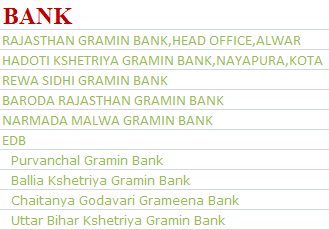 BANK
RAJASTHAN GRAMIN BANK,HEAD OFFICE,ALWAR
HADOTI KSHETRIYA GRAMIN BANK,NAYAPURA,KOTA
REWA SIDHI GRAMIN BANK
BARODA RAJASTHAN GRAMIN BANK
NARMADA MALWA GRAMIN BANK
EDB
Purvanchal Gramin Bank
Ballia Kshetriya Gramin Bank
Chaitanya Godavari Grameena Bank
Uttar Bihar Kshetriya Gramin Bank